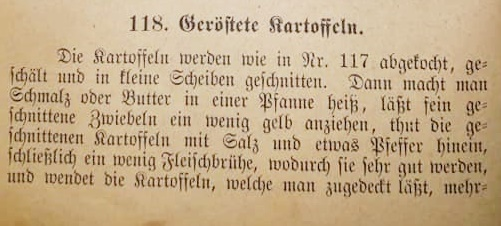 118. Geröstete Kartoffeln.
Die Kartoffeln werden wie in Nr. 117 abgekocht, ge-
schält und in kleine Scheiben geschnitten. Dann macht man
Schmalz oder Butter in einer Pfanne heiß, läßt fein ge-
schnittene Zwiebeln ein wenig gelb anziehen, thut die ge-
schnittenen Kartoffeln mit Salz und etwas Pfeffer hinein,
schließlich ein wenig Fleischbrühe, wodurch sie sehr gut werden,
und wendet die Kartoffeln, welche man zugedeckt läßt, mehr-